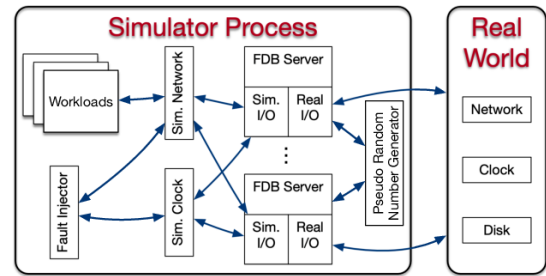 Simulator Process
Workloads
Sim. Network
FDB Server
Sim.
I/O
Real
I/O
Pseudo Random
Number Generator
Fault Injector
Sim. Clock
FDB Server
Sim.
I/O
Real
I/O
Real
World
Network
Clock
Disk